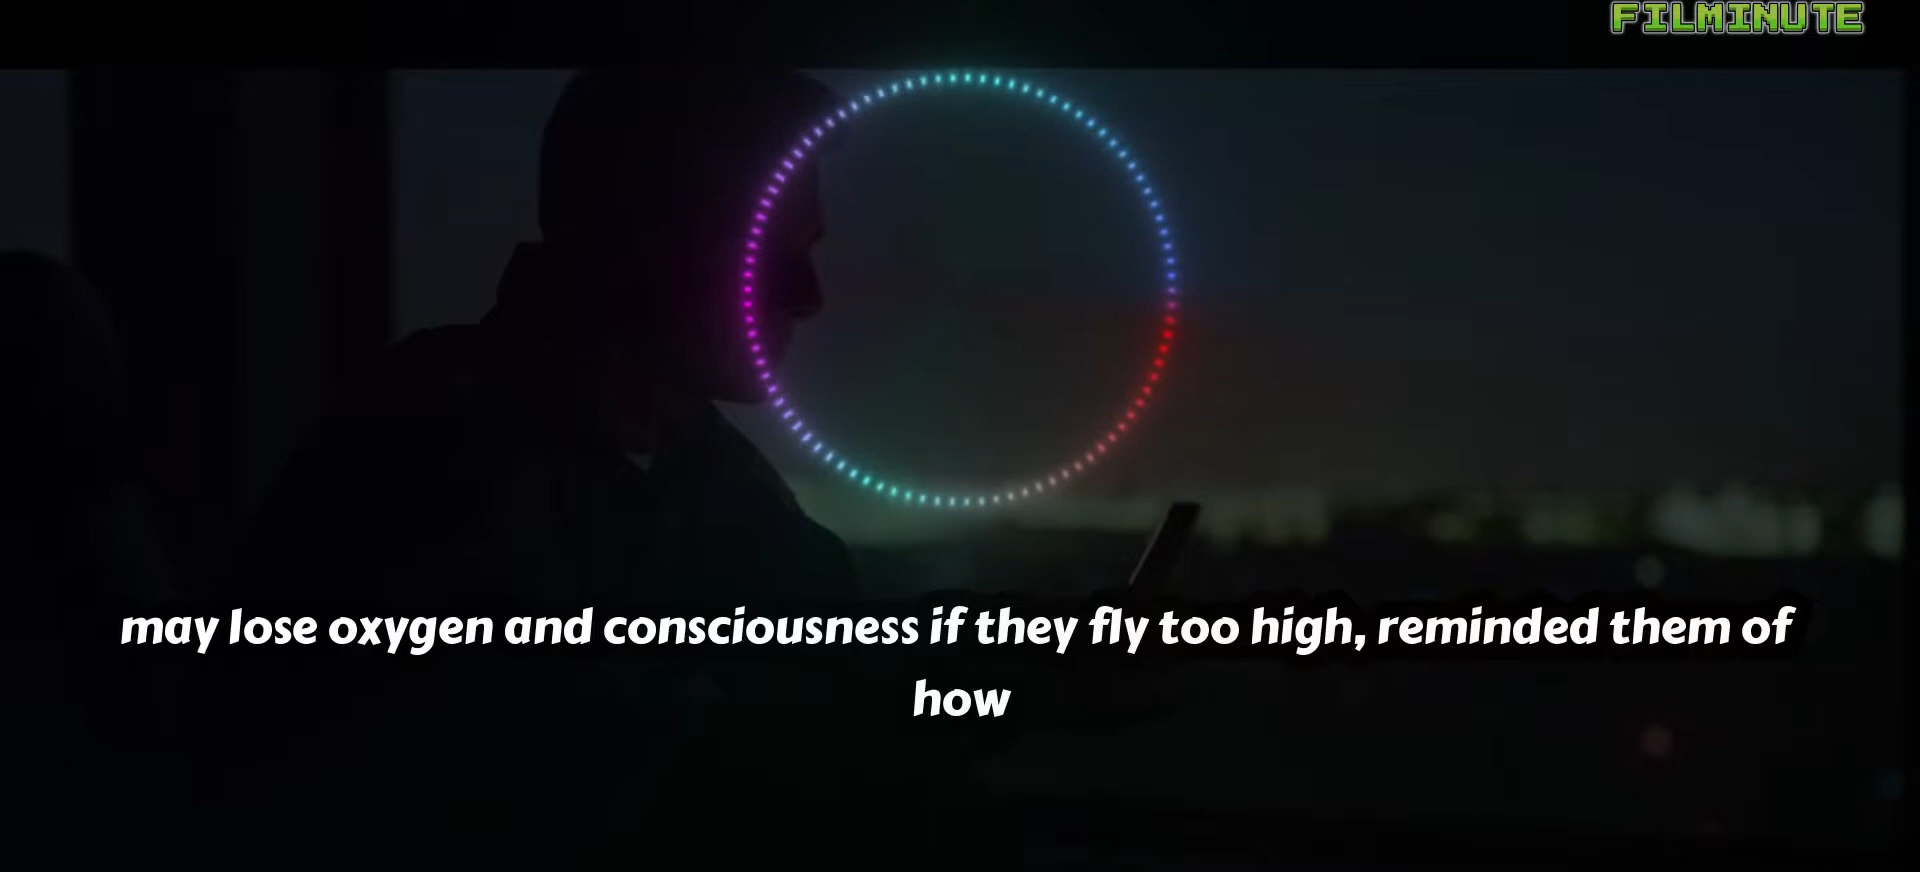 FILMINUTE
may lose oxygen and consciousness if they fly too high, reminded them of
how